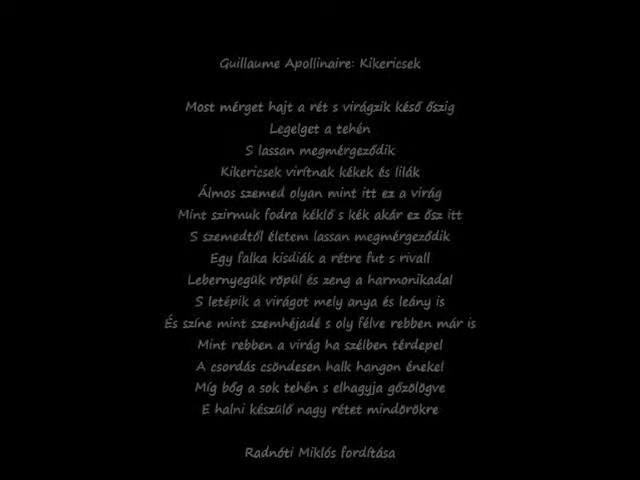 Guillaume Apollinaire: Kikericsek
Most mérget hajt a rét s virágzik késő őszig
Legelget a tehén
S lassan megmérgeződik
Kikericsek virítnak kékek és lilák
Álmos szemed olyan mint itt ez a virág
Mint szirmuk fodra kéklő s kék akár ez ősz itt
S szemedtől életem lassan megmérgeződik
Egy falka kisdiák a rétre fut s rivall
Lebernyegük röpül és zeng a harmonikadal
S letépik a virágot mely anya és leány is
És színe mint szemhéjadé s oly félve rebben már is
Mint rebben a virág ha szélben térdepel
A csordás csöndesen halk hangon énekel
Míg bőg a sok tehén s elhagyja gőzölögve
E halni készülő nagy rétet mindörökre
Radnóti Miklós fordítása